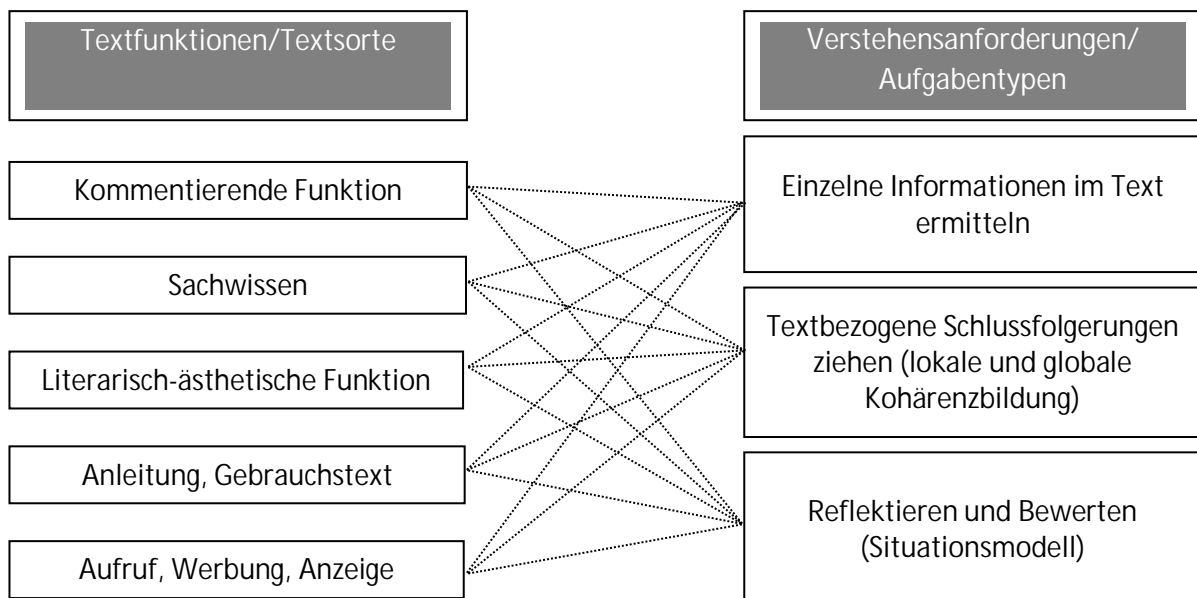 Textfunktionen/Textsorte
Kommentierende Funktion
Sachwissen
Literarisch-ästhetische Funktion
Anleitung, Gebrauchstext
Aufruf, Werbung, Anzeige
Verstehensanforderungen/
Aufgabentypen
Einzelne Informationen im Text
ermitteln
Textbezogene Schlussfolgerungen
ziehen (lokale und globale
Kohärenzbildung)
Reflektieren und Bewerten
(Situationsmodell)